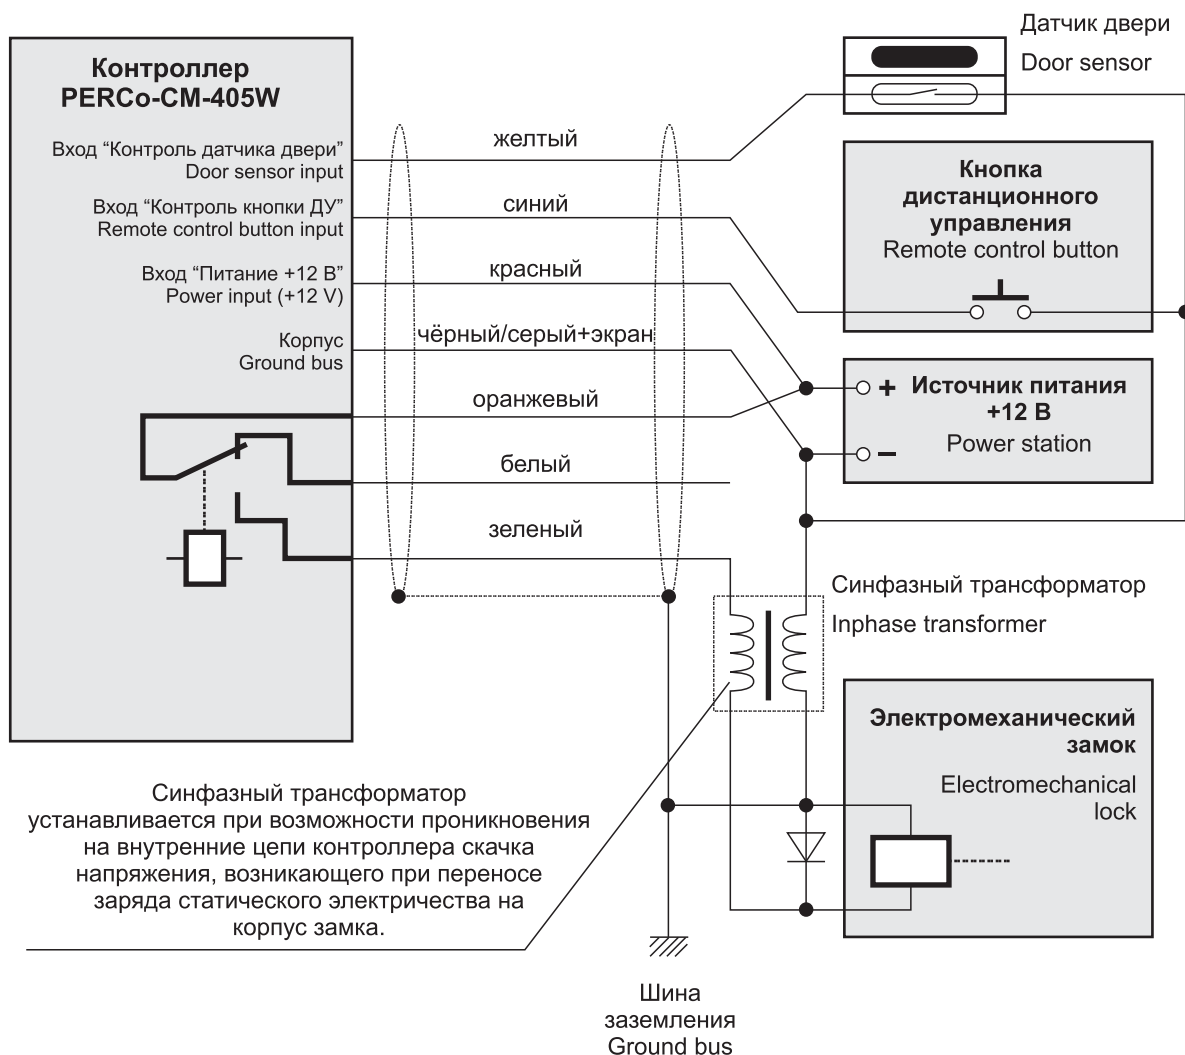 Датчик двери
Door sensor
Контроллер
PERCo-CM-405W
Вход “Контроль датчика двери”
Door sensor input
Вход “Контроль кнопки ДУ”
Remote control button input
Вход “Питание +12 В”
Power input (+12 V)
Корпус
Ground bus
желтый
синий
красный
чёрный/серый+экран
оранжевый
белый
зеленый
Кнопка
дистанционного
управления
Remote control button
+
−
Источник питания
+12 В
Power station
Синфазный трансформатор
Inphase transformer
Электромеханический
замок
Electromechanical
lock
Синфазный трансформатор
устанавливается при возможности проникновения
на внутренние цепи контроллера скачка
напряжения, возникающего при переносе
заряда статического электричества на
корпус замка.
Шина
заземления
Ground bus